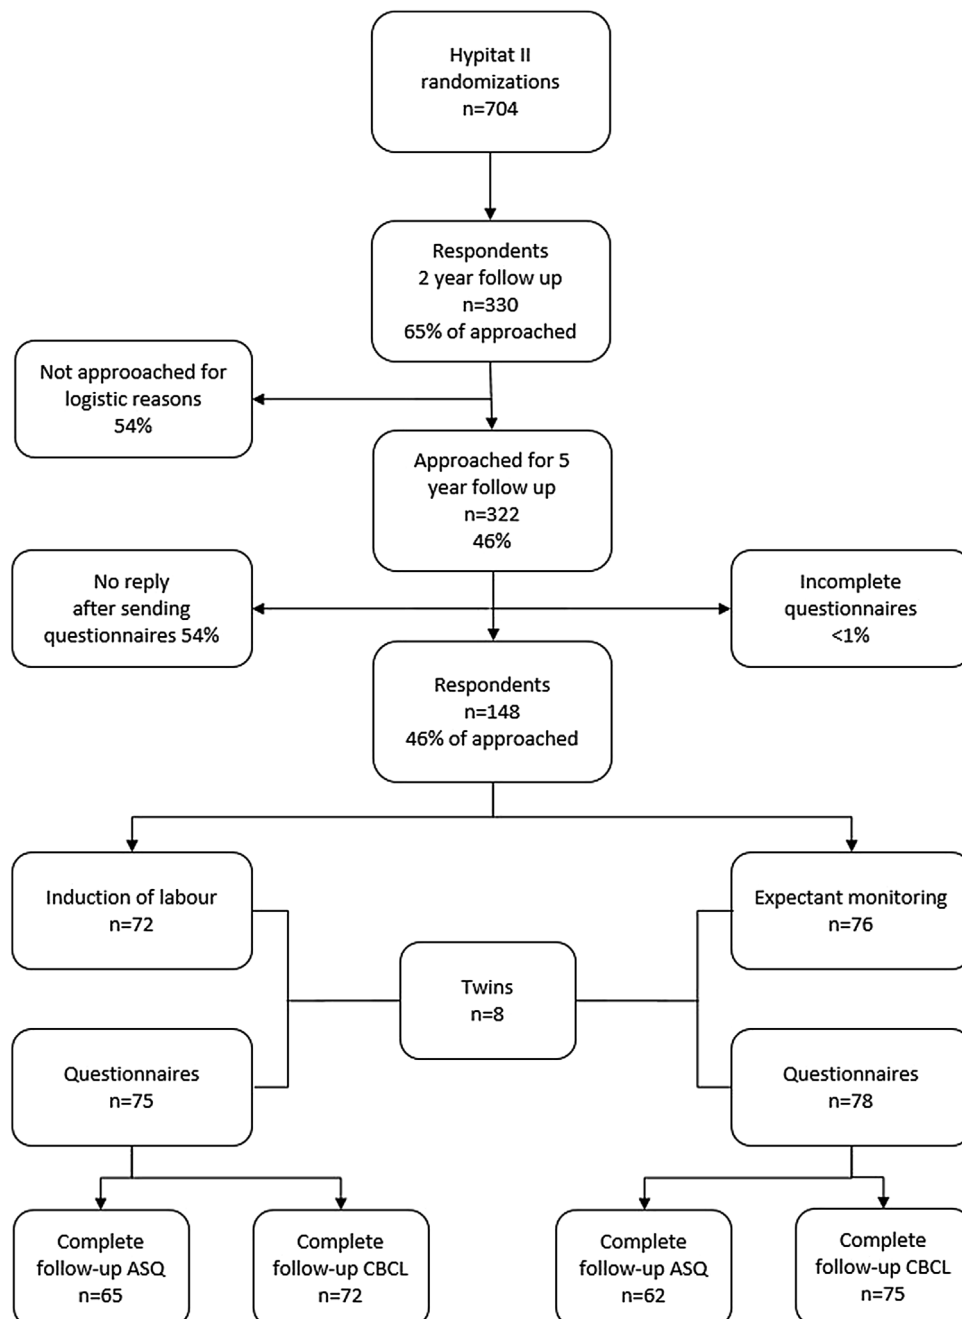 Hypitat II
randomizations
n=704
Respondents
2 year follow up
n=330
65% of approached
Not approoached for
logistic reasons
54%
Approached for 5
year follow up
n=322
46%
No reply
after sending
questionnaires 54%
Incomplete
questionnaires
<1%
Respondents
n=148
46% of approached
Induction of labour
n=72
Expectant monitoring
n=76
Twins
n=8
Questionnaires
n=75
Questionnaires
n=78
Complete
follow-up ASQ
n=65
Complete
follow-up CBCL
n=72
Complete
follow-up ASQ
n=62
Complete
follow-up CBCL
n=75